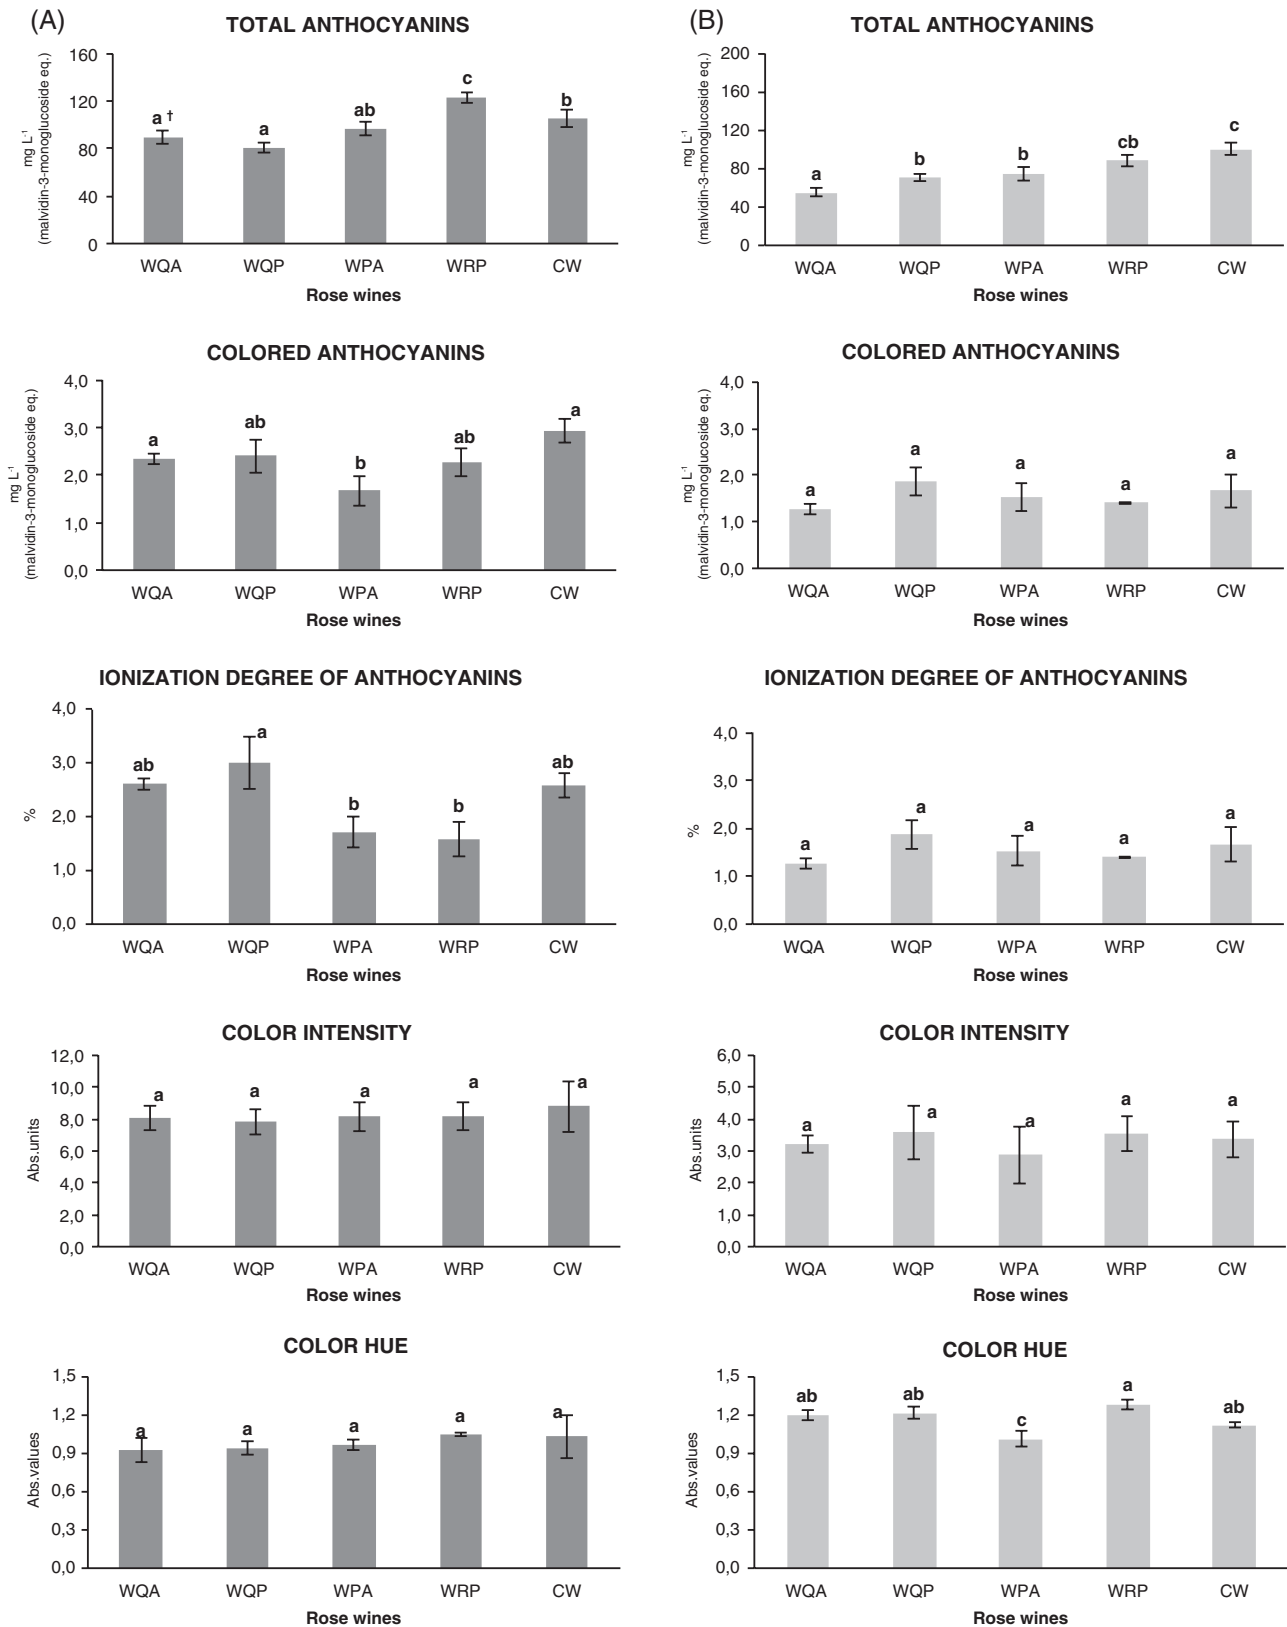 (A)
TOTAL ANTHOCYANINS
mg L-1
(malvidin-3-monoglucoside eq.)
160
120
80
40
0
a †
a
ab
c
b
WQA WQP WPA WRP CW
Rose wines
COLORED ANTHOCYANINS
mg L-1
(malvidin-3-monoglucoside eq.)
4,0
3,0
2,0
1,0
0,0
a
ab
b
ab
a
WQA WQP WPA WRP CW
Rose wines
IONIZATION DEGREE OF ANTHOCYANINS
%
4,0
3,0
2,0
1,0
0,0
ab
a
b
b
ab
WQA WQP WPA WRP CW
Rose wines
COLOR INTENSITY
Abs.units
12,0
10,0
8,0
6,0
4,0
2,0
0,0
a
a
a
a
a
WQA WQP WPA WRP CW
Rose wines
COLOR HUE
Abs.values
1,5
1,2
0,9
0,6
0,3
0,0
a
a
a
a
a
WQA WQP WPA WRP CW
Rose wines
(B)
TOTAL ANTHOCYANINS
mg L-1
(malvidin-3-monoglucoside eq.)
200
160
120
80
40
0
a
b
b
cb
c
WQA WQP WPA WRP CW
Rose wines
COLORED ANTHOCYANINS
mg L-1
(malvidin-3-monoglucoside eq.)
4,0
3,0
2,0
1,0
0,0
a
a
a
a
a
WQA WQP WPA WRP CW
Rose wines
IONIZATION DEGREE OF ANTHOCYANINS
%
4,0
3,0
2,0
1,0
0,0
a
a
a
a
a
WQA WQP WPA WRP CW
Rose wines
COLOR INTENSITY
Abs.units
6,0
5,0
4,0
3,0
2,0
1,0
0,0
a
a
a
a
a
WQA WQP WPA WRP CW
Rose wines
COLOR HUE
Abs.values
1,5
1,2
0,9
0,6
0,3
0,0
ab
ab
c
a
ab
WQA WQP WPA WRP CW
Rose wines